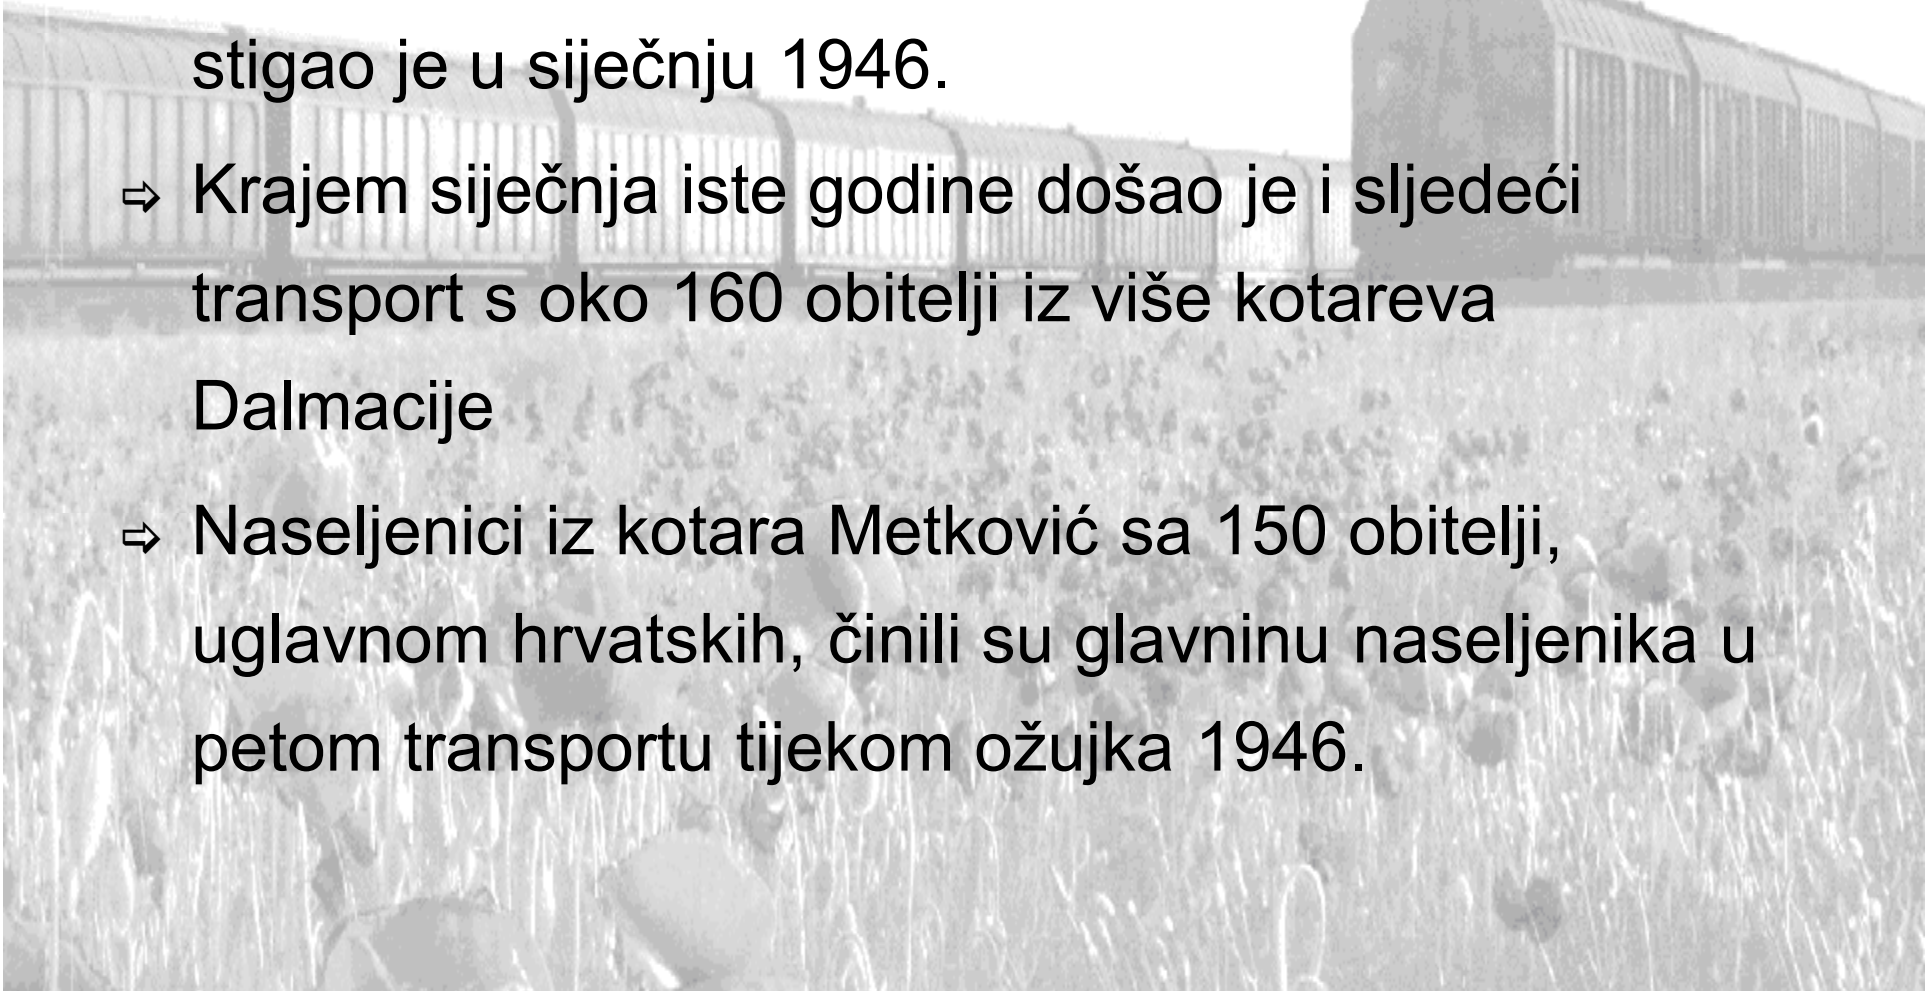 stigao je u siječnju 1946.
⇨ Krajem siječnja iste godine došao je i sljedeći
transport s oko 160 obitelji iz više kotareva
Dalmacije
⇨ Naseljenici iz kotara Metković sa 150 obitelji,
uglavnom hrvatskih, činili su glavninu naseljenika u
petom transportu tijekom ožujka 1946.